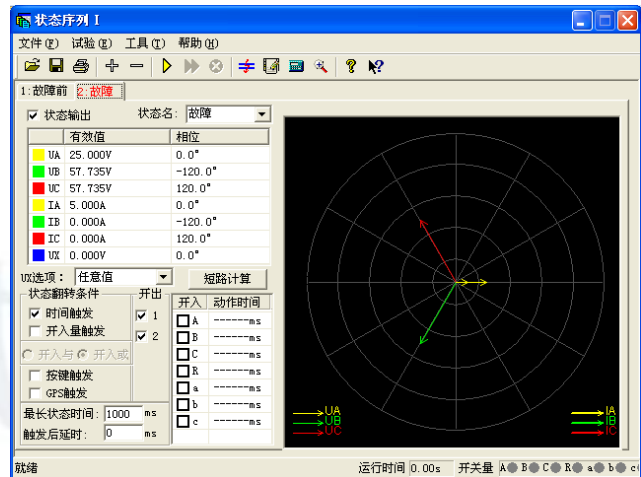 状态序列 I
文件(F) 试验(E) 工具(T) 帮助(H)
1:故障前 2:故障
状态输出 状态名: 故障
有效值 相位
UA 25.000V 0.0°
UB 57.735V -120.0°
UC 57.735V 120.0°
IA 5.000A 0.0°
IB 0.000A -120.0°
IC 0.000A 120.0°
UX 0.000V 0.0°
UX选项: 任意值 短路计算
状态翻转条件 开出 开入 动作时间
时间触发 1 A ------ms
开入量触发 2 B ------ms
开入与 开入或 C ------ms
R ------ms
按键触发 a ------ms
GPS触发 b ------ms
最长状态时间: 1000 ms c ------ms
触发后延时: 0 ms
UA IA
UB IB
UC IC
就绪 运行时间 0.00s 开关量 A B C R a b c